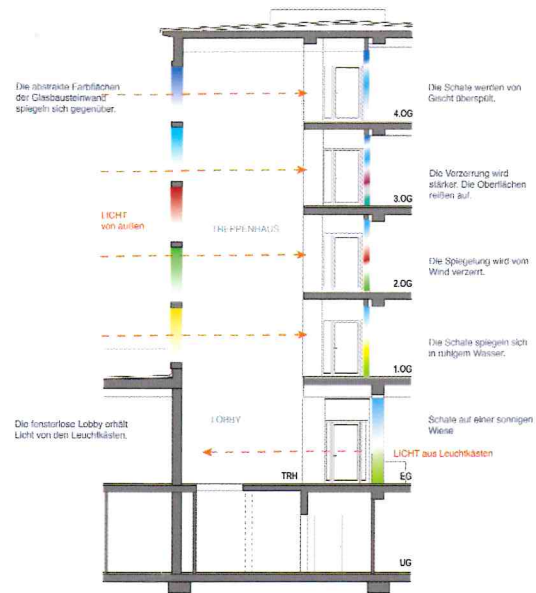 Die abstrakte Farbflächen
der Glasbausteinwand
spiegeln sich gegenüber.
Die Schafe werden von
Gischt überspült.
4.OG
Die Verzerrung wird
stärker. Die Oberflächen
reißen auf.
3.OG
LICHT
von außen
TREPPENHAUS
Die Spiegelung wird vom
Wind verzerrt.
2.OG
Die Schafe spiegeln sich
in ruhigem Wasser.
1.OG
Die fensterlose Lobby erhält
Licht von den Leuchtkästen.
LOBBY
Schafe auf einer sonnigen
Wiese
LICHT aus Leuchtkästen
TRH
EG
UG